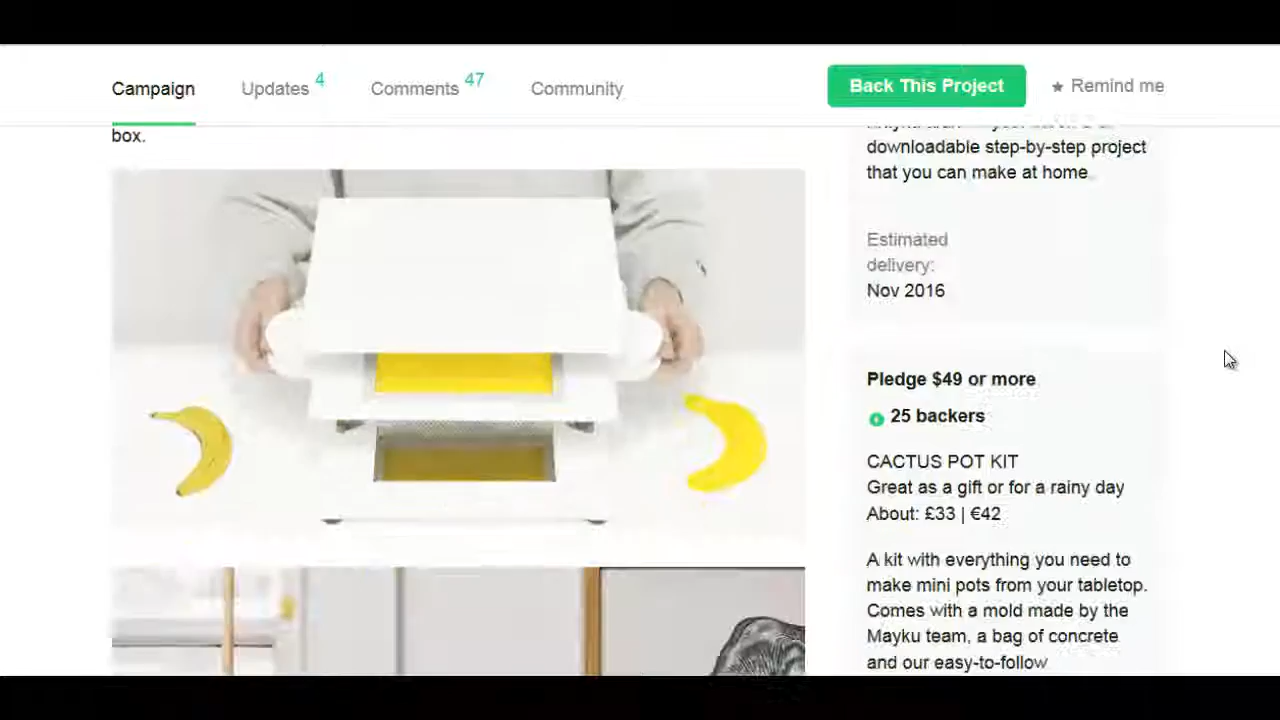 Campaign
Updates 4
Comments 47
Community
Back This Project
Remind me
box.
downloadable step-by-step project
that you can make at home.
Estimated
delivery:
Nov 2016
Pledge $49 or more
25 backers
CACTUS POT KIT
Great as a gift or for a rainy day
About: £33 | €42
A kit with everything you need to
make mini pots from your tabletop.
Comes with a mold made by the
Mayku team, a bag of concrete
and our easy-to-follow